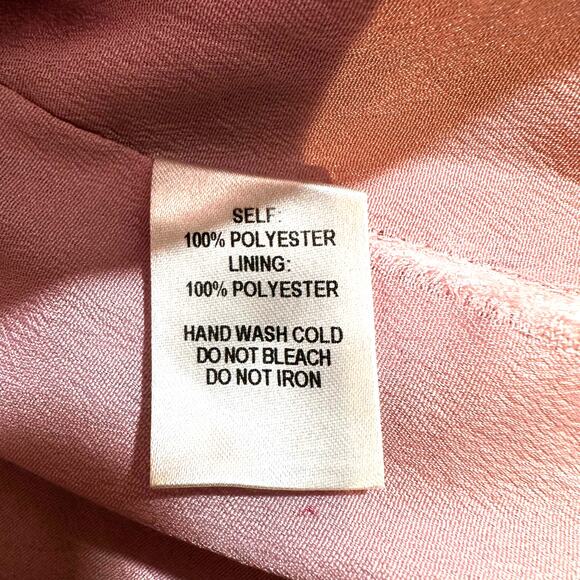 SELF:
100% POLYESTER
LINING:
100% POLYESTER
HAND WASH COLD
DO NOT BLEACH
DO NOT IRON